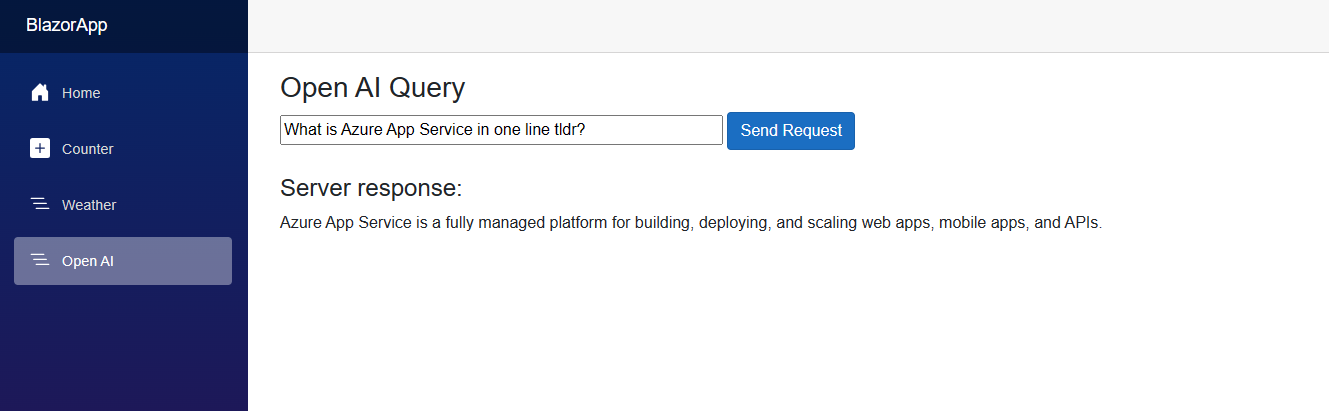 BlazorApp
Home
Counter
Weather
Open AI
Open AI Query
What is Azure App Service in one line tldr?
Send Request
Server response:
Azure App Service is a fully managed platform for building, deploying, and scaling web apps, mobile apps, and APIs.